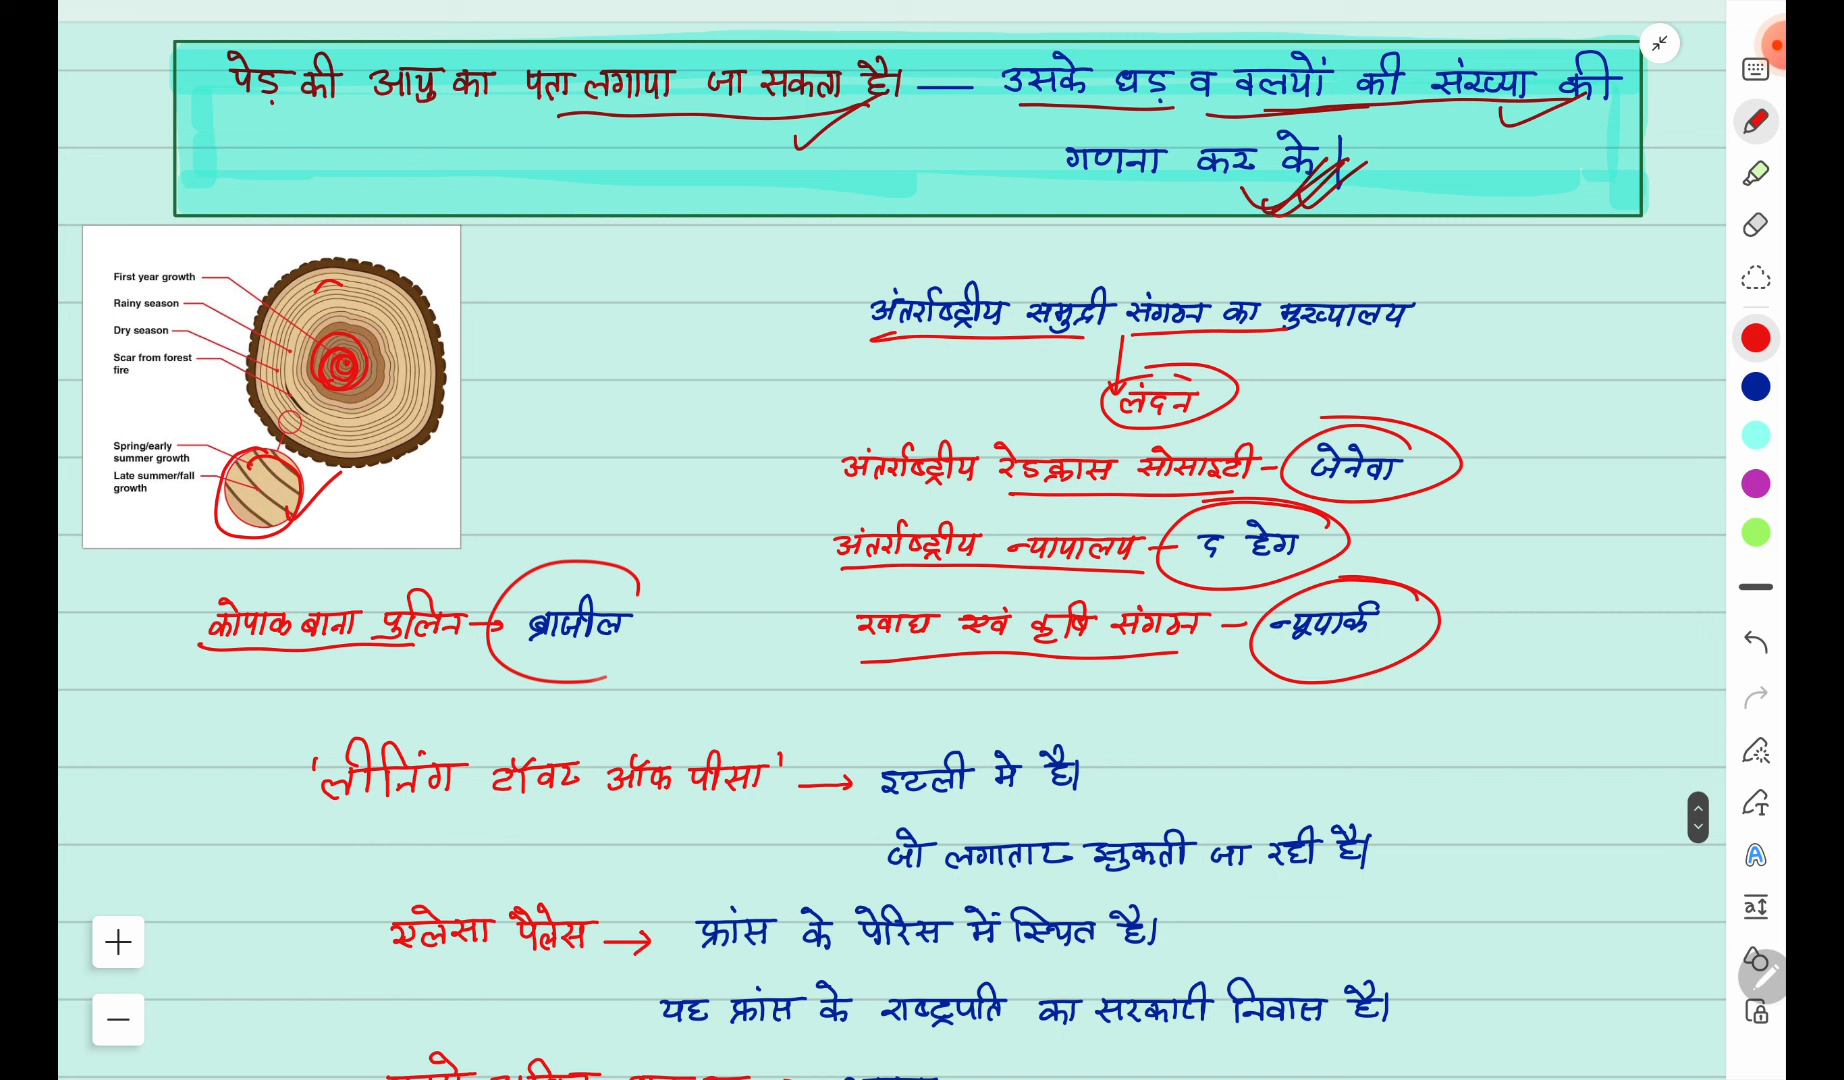 पेड़ की आयु का पता लगाया जा सकता है। — उसके धड़ व वलयों की संख्या की
गणना कर के।
First year growth
Rainy season
Dry season
Scar from forest
fire
Spring/early
summer growth
Late summer/fall
growth
अंतर्राष्ट्रीय समुद्री संगठन का मुख्यालय
लंदन
अंतर्राष्ट्रीय रेडक्रास सोसाइटी - जेनेवा
अंतर्राष्ट्रीय न्यायालय - द हेग
कोपाकबाना पुलिन → ब्राजील
खाद्य एवं कृषि संगठन - न्यूयार्क
'लीनिंग टॉवर ऑफ पीसा' → इटली मे है।
जो लगातार झुकती जा रही है।
एलेसा पैलेस → फ्रांस के पेरिस में स्थित है।
यह फ्रांस के राष्ट्रपति का सरकारी निवास है।